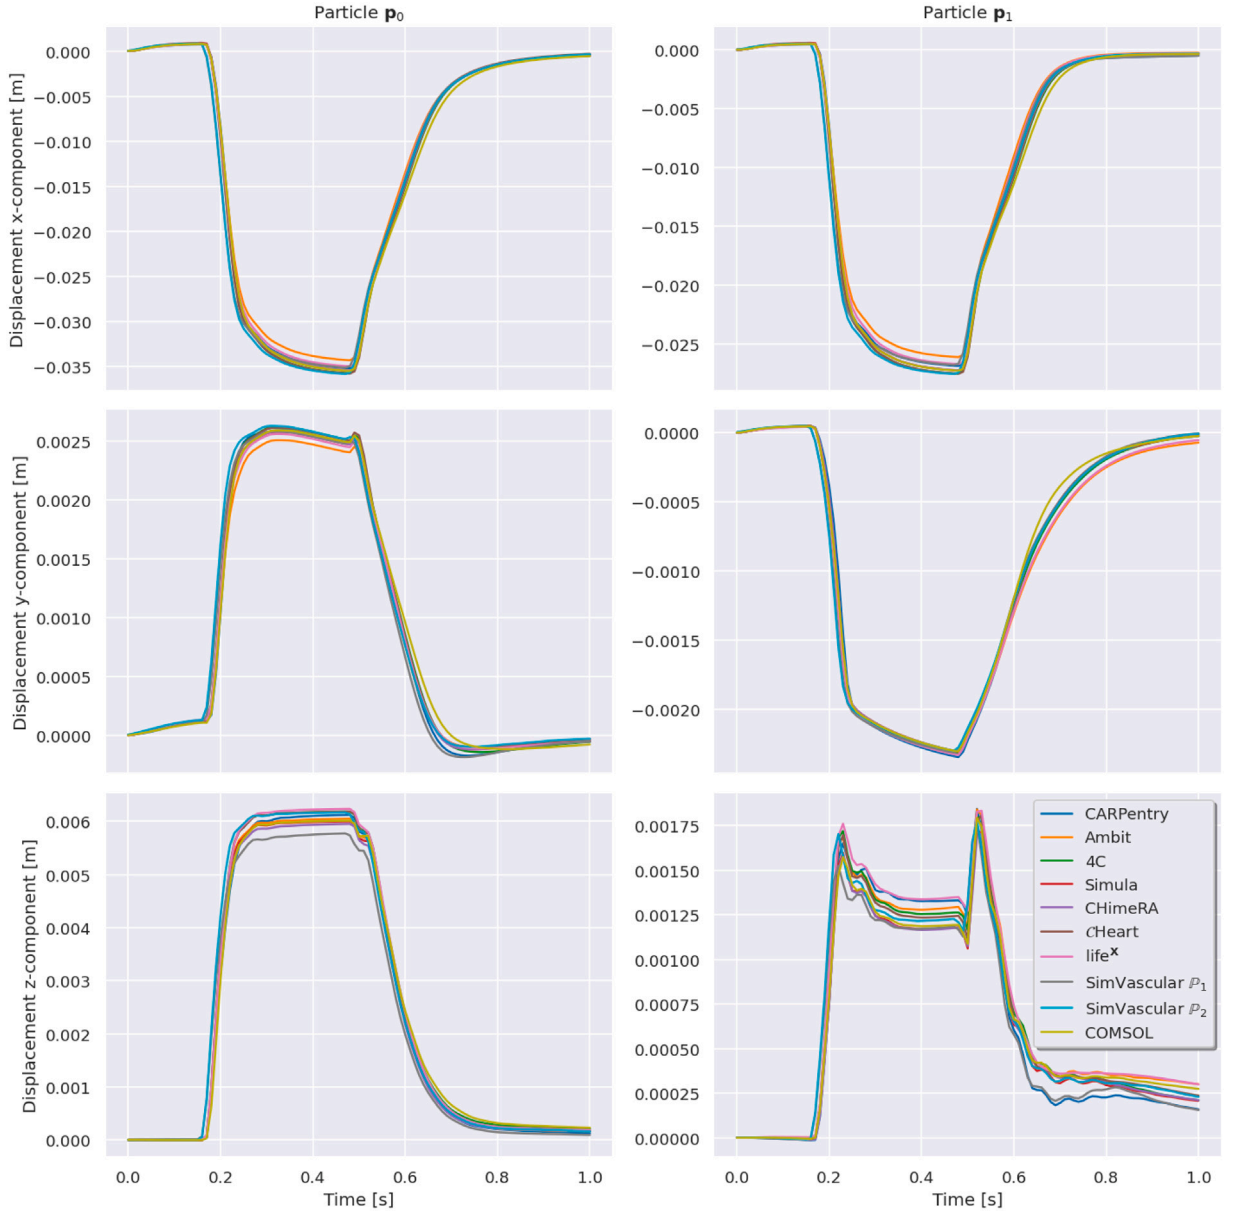 Particle p₀
Particle p₁
Displacement x-component [m]
0.000
−0.005
−0.010
−0.015
−0.020
−0.025
−0.030
−0.035
0.000
−0.005
−0.010
−0.015
−0.020
−0.025
Displacement y-component [m]
0.0025
0.0020
0.0015
0.0010
0.0005
0.0000
0.0000
−0.0005
−0.0010
−0.0015
−0.0020
Displacement z-component [m]
0.006
0.005
0.004
0.003
0.002
0.001
0.000
0.00175
0.00150
0.00125
0.00100
0.00075
0.00050
0.00025
0.00000
CARPentry
Ambit
4C
Simula
CHimeRA
𝒞Heart
lifeˣ
SimVascular ℙ₁
SimVascular ℙ₂
COMSOL
0.0 0.2 0.4 0.6 0.8 1.0
Time [s]
0.0 0.2 0.4 0.6 0.8 1.0
Time [s]